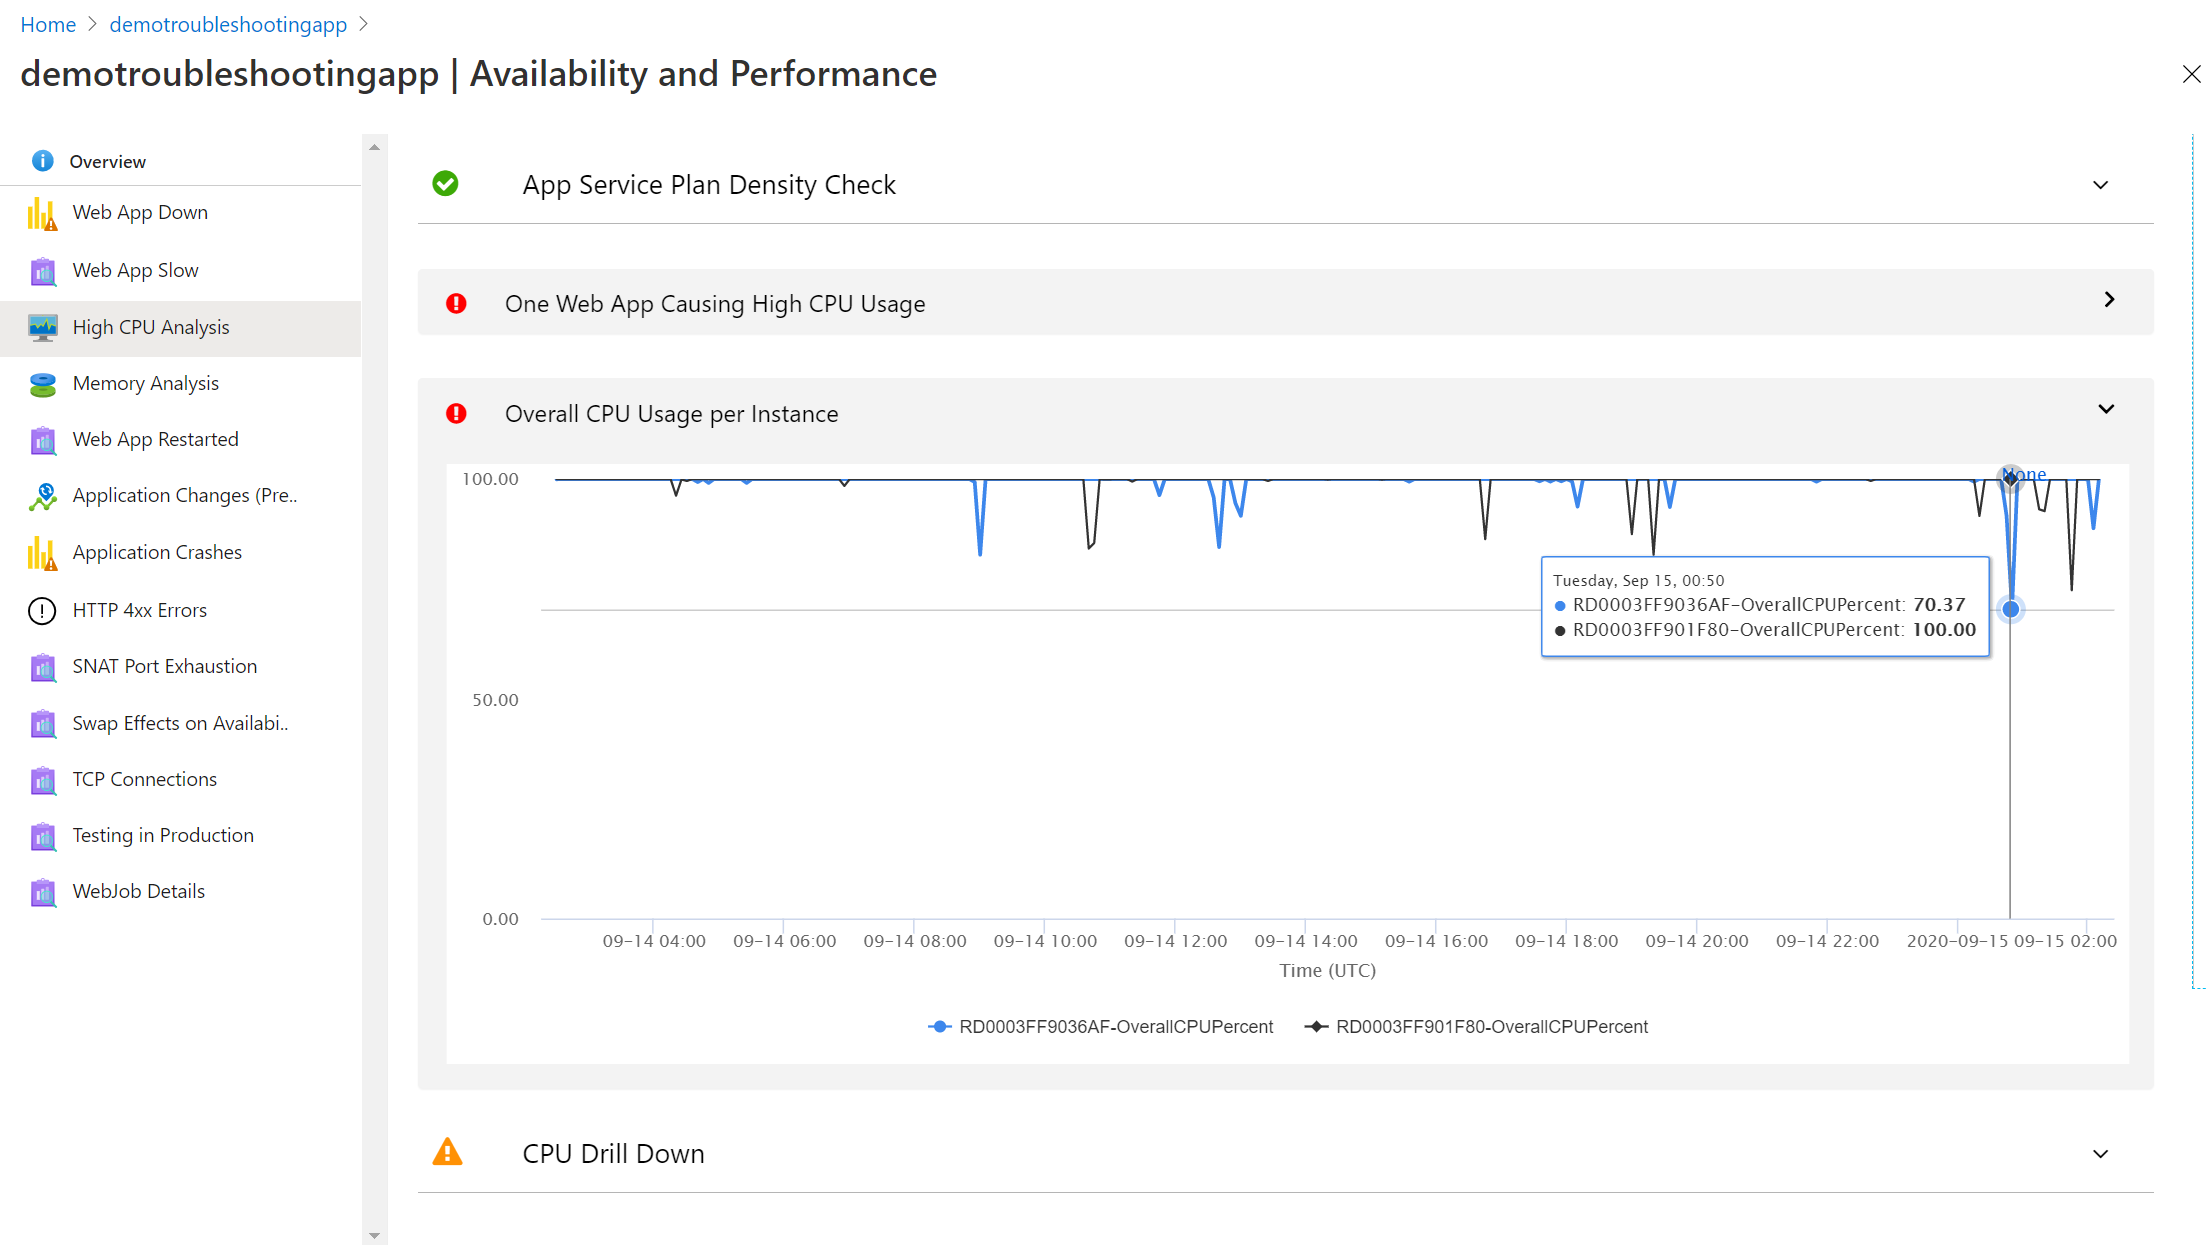 Home > demotroubleshootingapp >
demotroubleshootingapp | Availability and Performance
Overview
Web App Down
Web App Slow
High CPU Analysis
Memory Analysis
Web App Restarted
Application Changes (Pre..
Application Crashes
HTTP 4xx Errors
SNAT Port Exhaustion
Swap Effects on Availabi..
TCP Connections
Testing in Production
WebJob Details
App Service Plan Density Check
One Web App Causing High CPU Usage
Overall CPU Usage per Instance
100.00
None
Tuesday, Sep 15, 00:50
RD0003FF9036AF-OverallCPUPercent: 70.37
RD0003FF901F80-OverallCPUPercent: 100.00
50.00
0.00
09-14 04:00 09-14 06:00 09-14 08:00 09-14 10:00 09-14 12:00 09-14 14:00 09-14 16:00 09-14 18:00 09-14 20:00 09-14 22:00 2020-09-15 09-15 02:00
Time (UTC)
RD0003FF9036AF-OverallCPUPercent RD0003FF901F80-OverallCPUPercent
CPU Drill Down